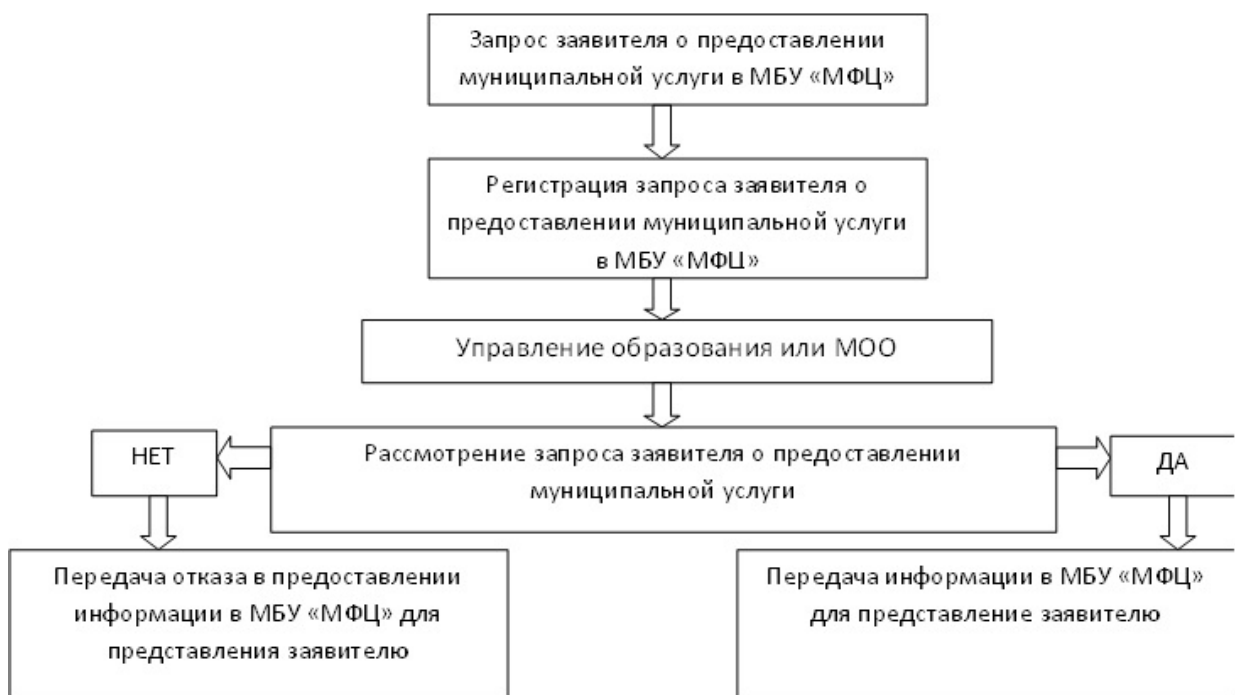 Запрос заявителя о предоставлении
муниципальной услуги в МБУ «МФЦ»
Регистрация запроса заявителя о
предоставлении муниципальной услуги
в МБУ «МФЦ»
Управление образования или МОО
НЕТ
Рассмотрение запроса заявителя о предоставлении
муниципальной услуги
ДА
Передача отказа в предоставлении
информации в МБУ «МФЦ» для
представления заявителю
Передача информации в МБУ «МФЦ»
для представление заявителю